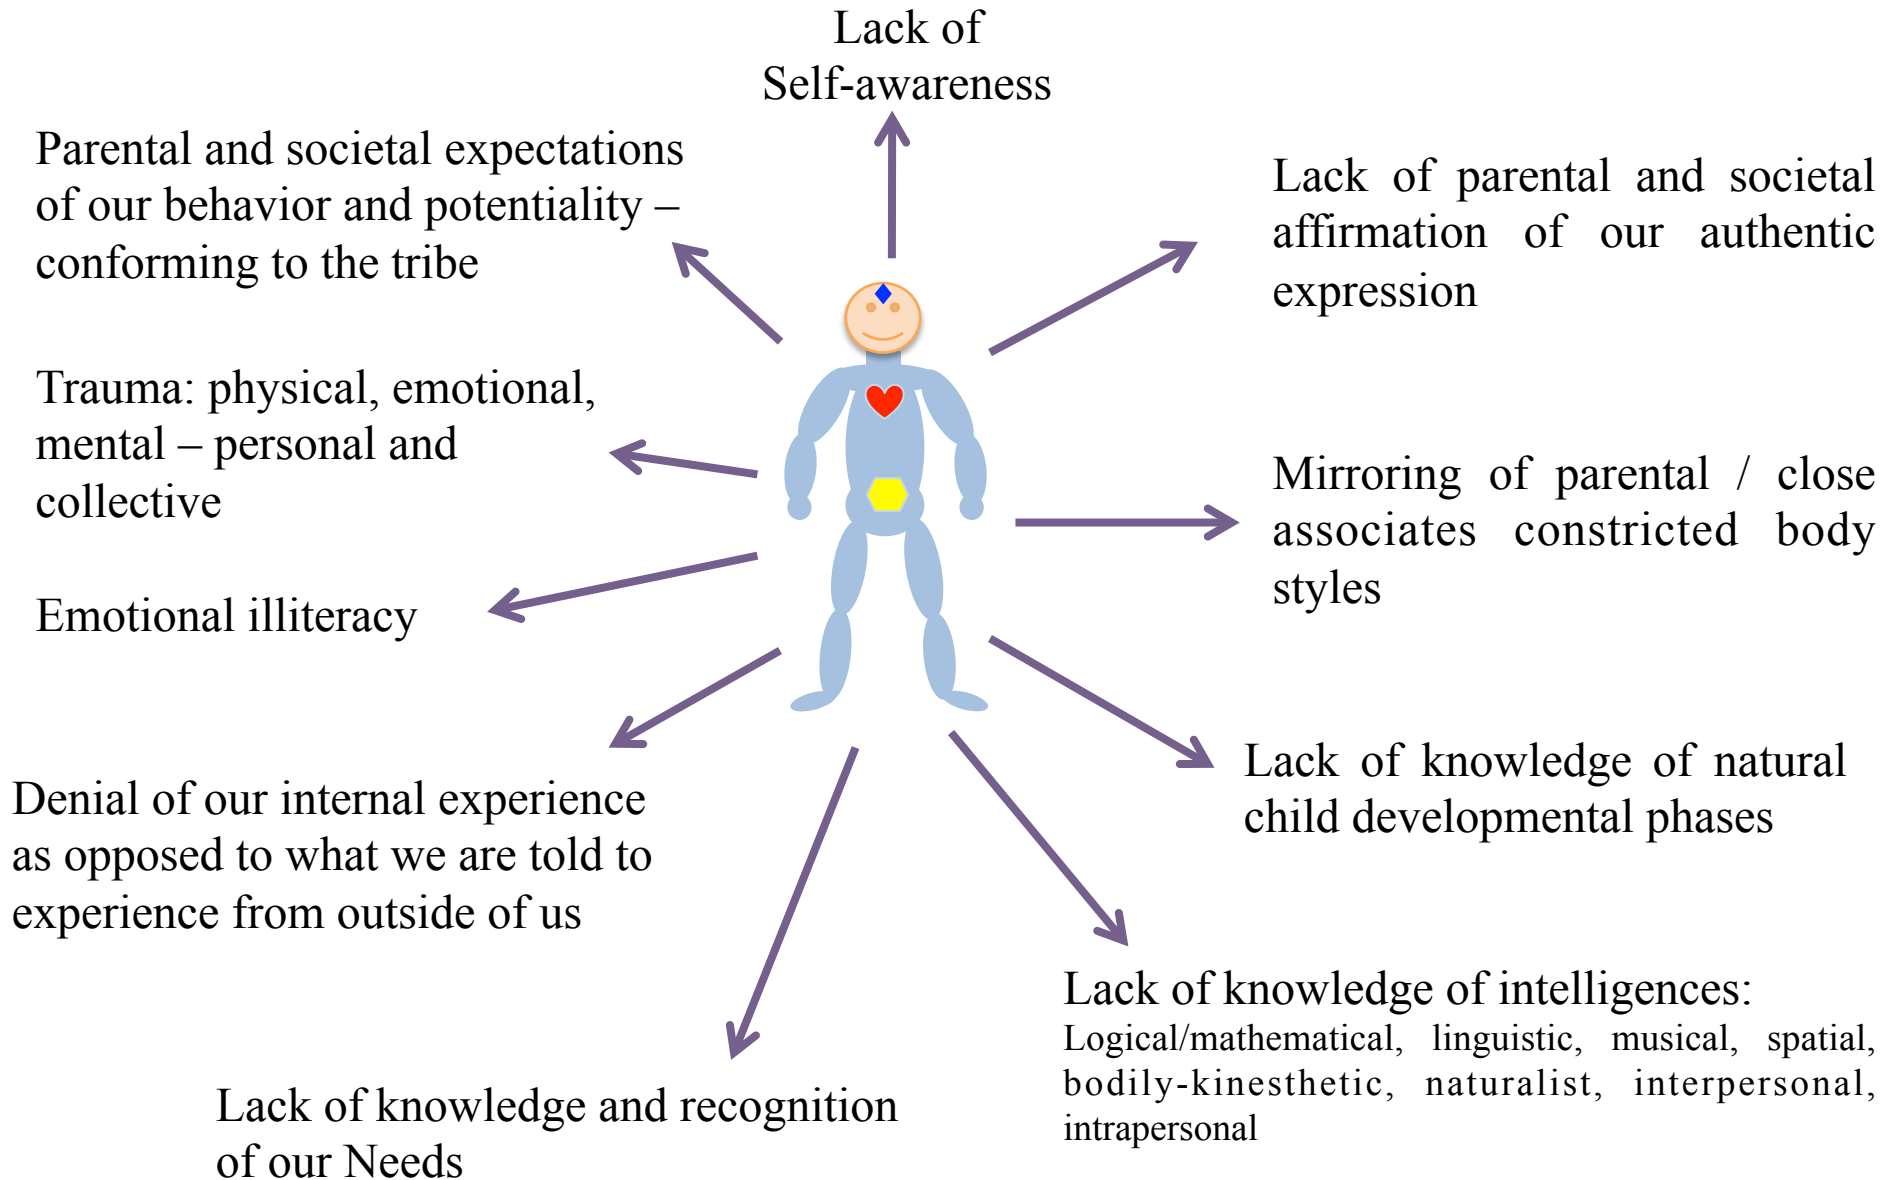 Lack of
Self-awareness
Parental and societal expectations
of our behavior and potentiality –
conforming to the tribe
Lack of parental and societal
affirmation of our authentic
expression
Trauma: physical, emotional,
mental – personal and
collective
Mirroring of parental / close
associates constricted body
styles
Emotional illiteracy
Denial of our internal experience
as opposed to what we are told to
experience from outside of us
Lack of knowledge of natural
child developmental phases
Lack of knowledge and recognition
of our Needs
Lack of knowledge of intelligences:
Logical/mathematical, linguistic, musical, spatial,
bodily-kinesthetic, naturalist, interpersonal,
intrapersonal